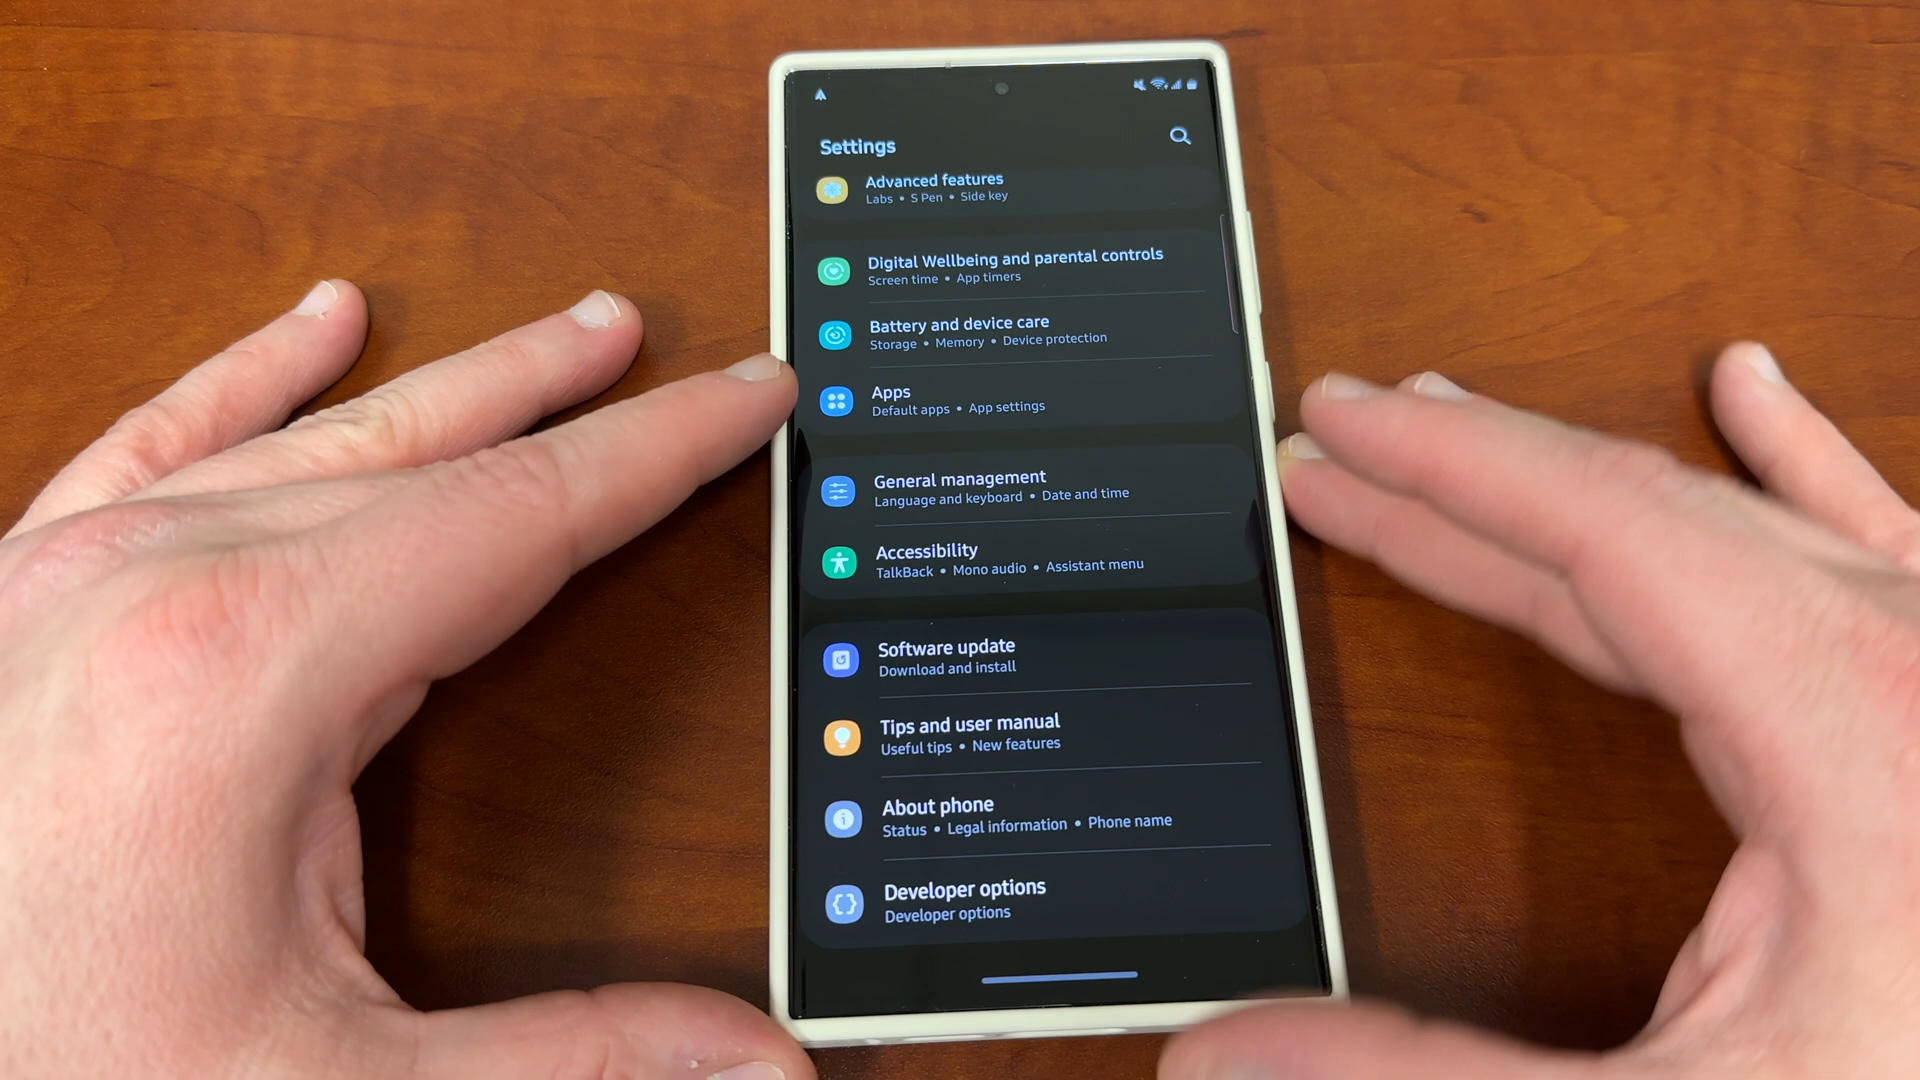 Settings
Advanced features
Labs • S Pen • Side key
Digital Wellbeing and parental controls
Screen time • App timers
Battery and device care
Storage • Memory • Device protection
Apps
Default apps • App settings
General management
Language and keyboard • Date and time
Accessibility
TalkBack • Mono audio • Assistant menu
Software update
Download and install
Tips and user manual
Useful tips • New features
About phone
Status • Legal information • Phone name
Developer options
Developer options